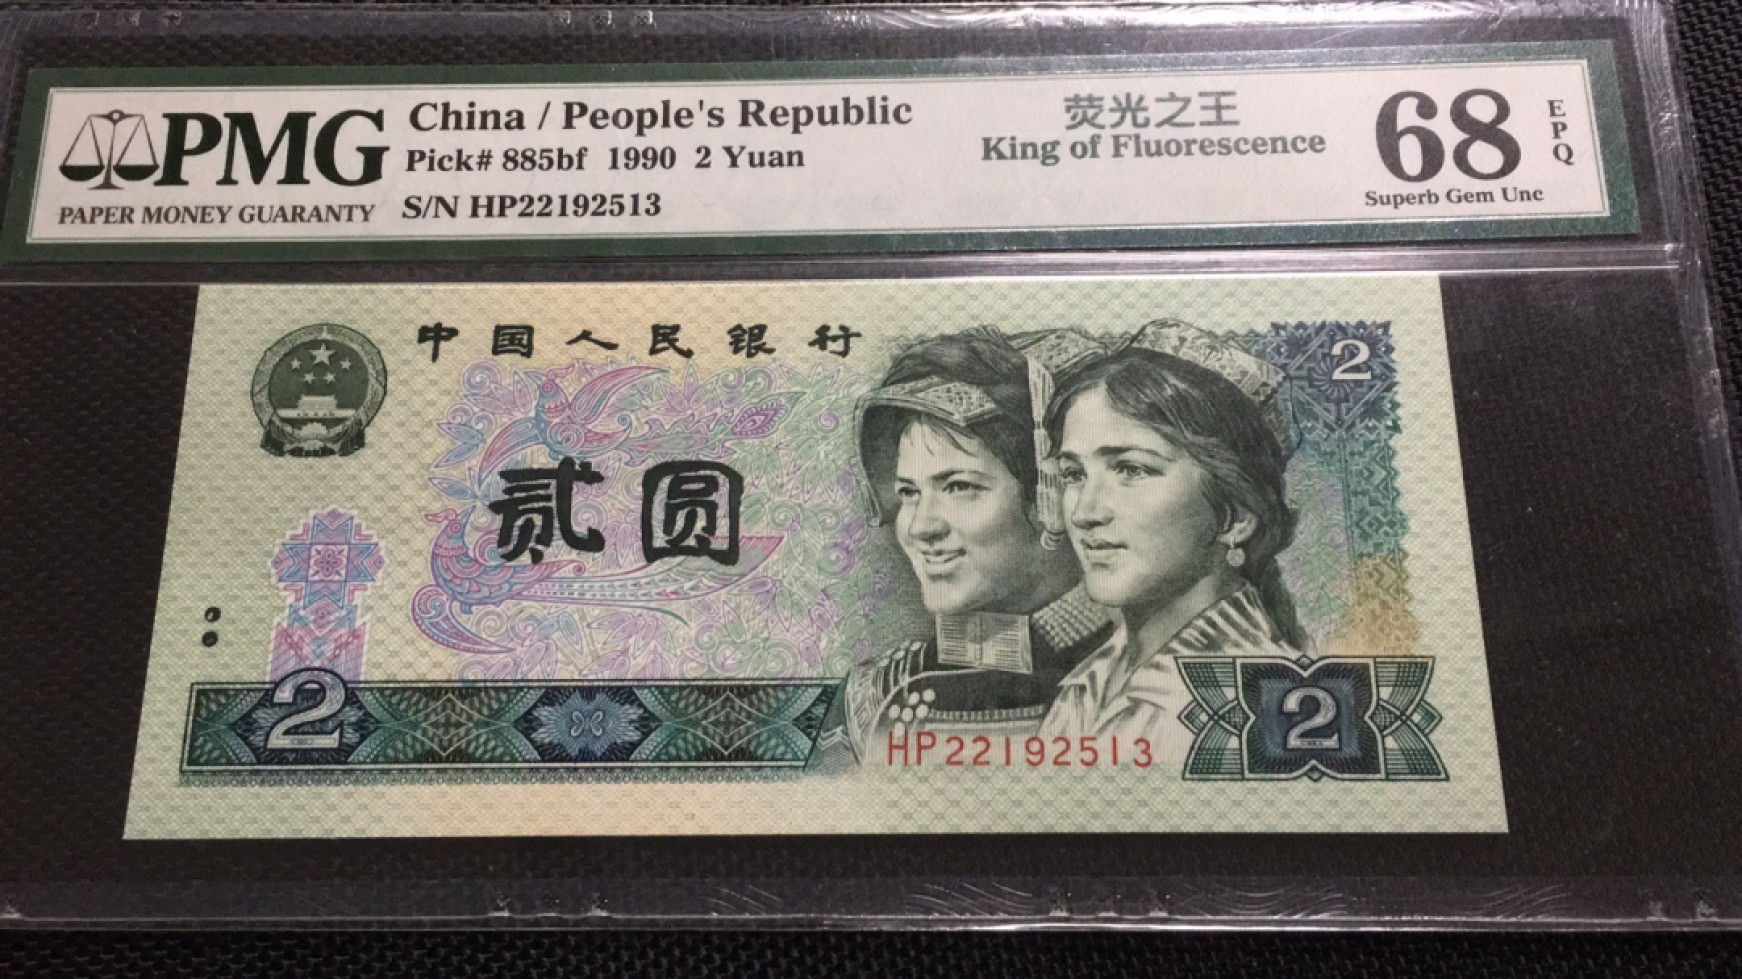 PMG
PAPER MONEY GUARANTY
China / People's Republic
Pick# 885bf 1990 2 Yuan
S/N HP22192513
荧光之王
King of Fluorescence
68
EPQ
Superb Gem Unc
中国人民银行
2
贰圆
2
HP22192513
2